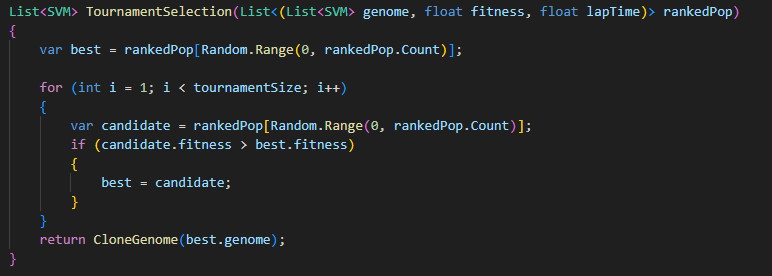 List<SVM> TournamentSelection(List<(List<SVM> genome, float fitness, float lapTime)> rankedPop)
{
    var best = rankedPop[Random.Range(0, rankedPop.Count)];

    for (int i = 1; i < tournamentSize; i++)
    {
        var candidate = rankedPop[Random.Range(0, rankedPop.Count)];
        if (candidate.fitness > best.fitness)
        {
            best = candidate;
        }
    }
    return CloneGenome(best.genome);
}